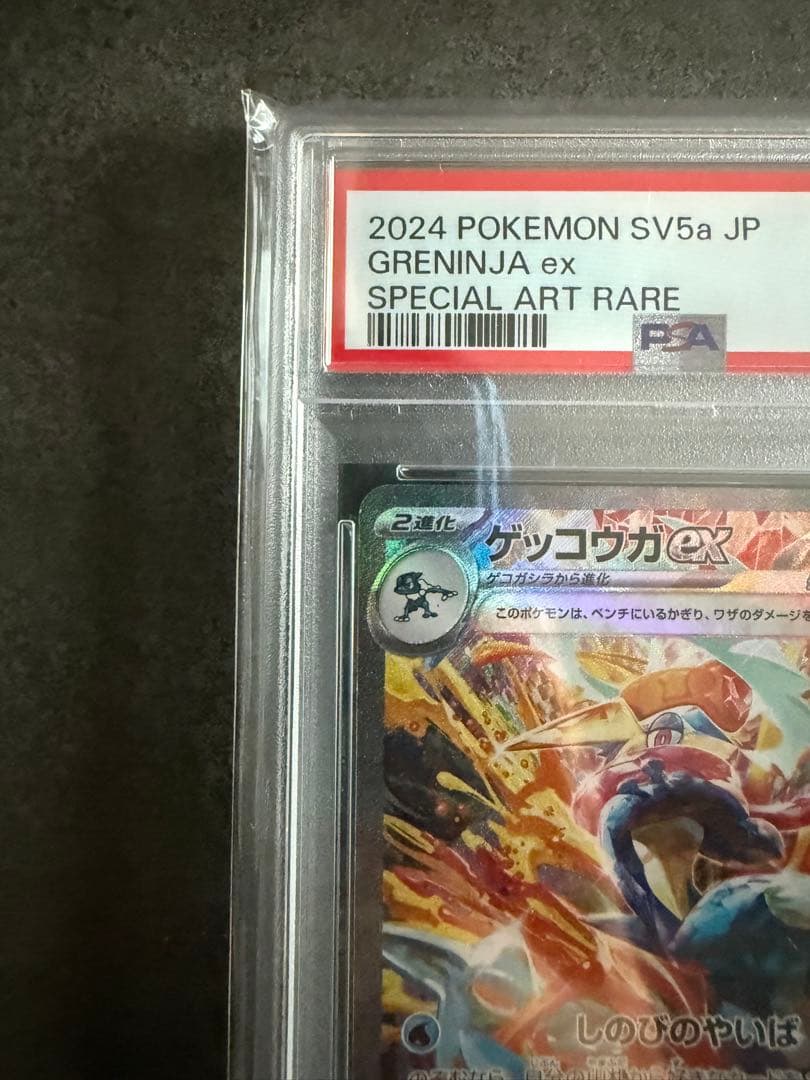 2024 POKEMON SV5a JP
GRENINJA ex
SPECIAL ART RARE
PSA
2進化
ゲッコウガex
ゲコガシラから進化
このポケモンは、ベンチにいるかぎり、ワザのダメージを
しのびのやいば